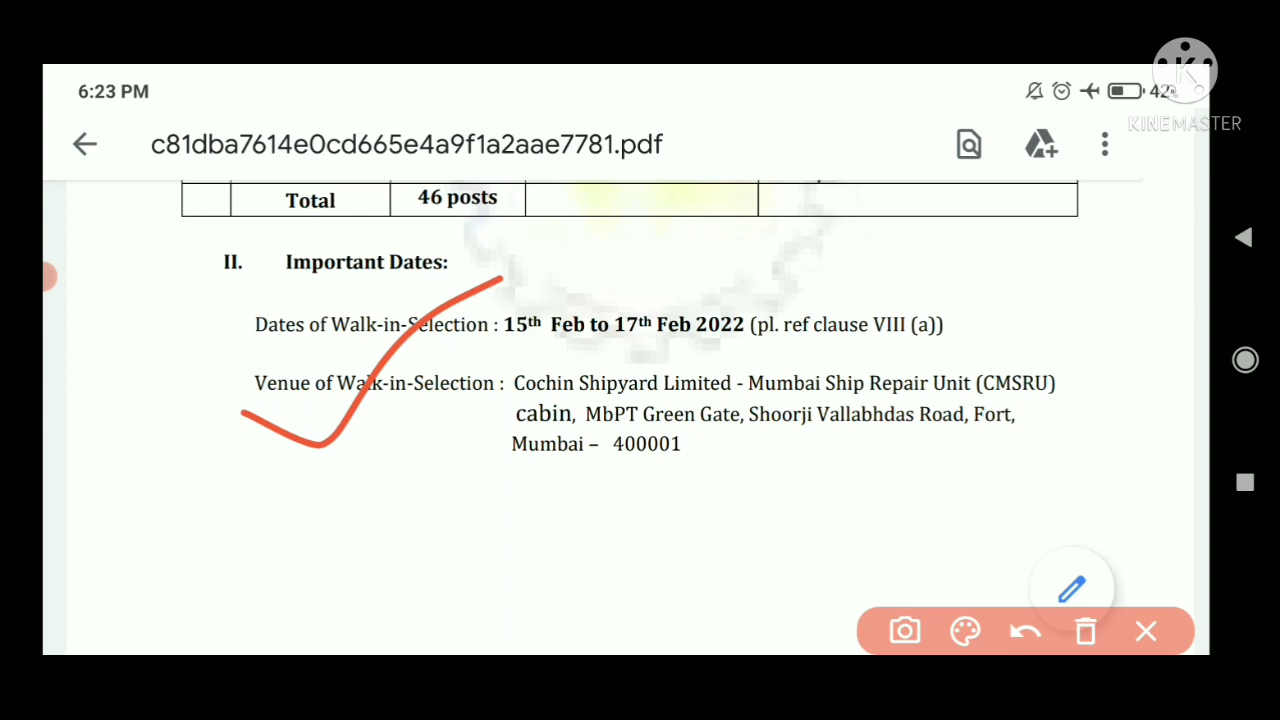 6:23 PM
42%
KINEMASTER
c81dba7614e0cd665e4a9f1a2aae7781.pdf
Total 46 posts
II. Important Dates:
Dates of Walk-in-Selection : 15th Feb to 17th Feb 2022 (pl. ref clause VIII (a))
Venue of Walk-in-Selection : Cochin Shipyard Limited - Mumbai Ship Repair Unit (CMSRU)
cabin, MbPT Green Gate, Shoorji Vallabhdas Road, Fort,
Mumbai – 400001